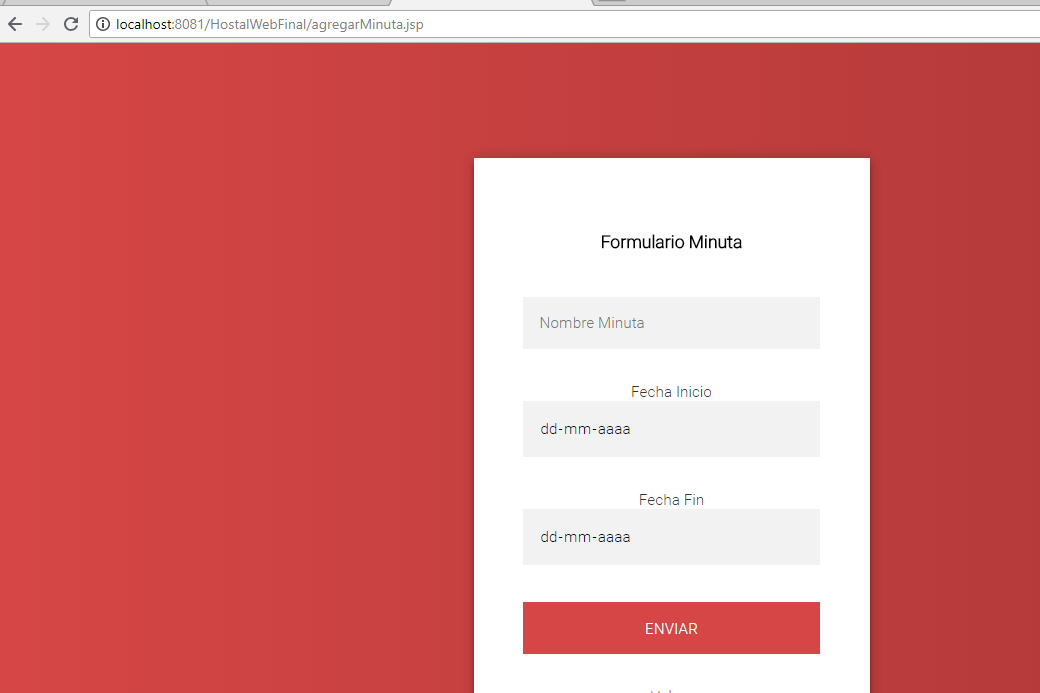 localhost:8081/HostalWebFinal/agregarMinuta.jsp
Formulario Minuta
Nombre Minuta
Fecha Inicio
dd-mm-aaaa
Fecha Fin
dd-mm-aaaa
ENVIAR